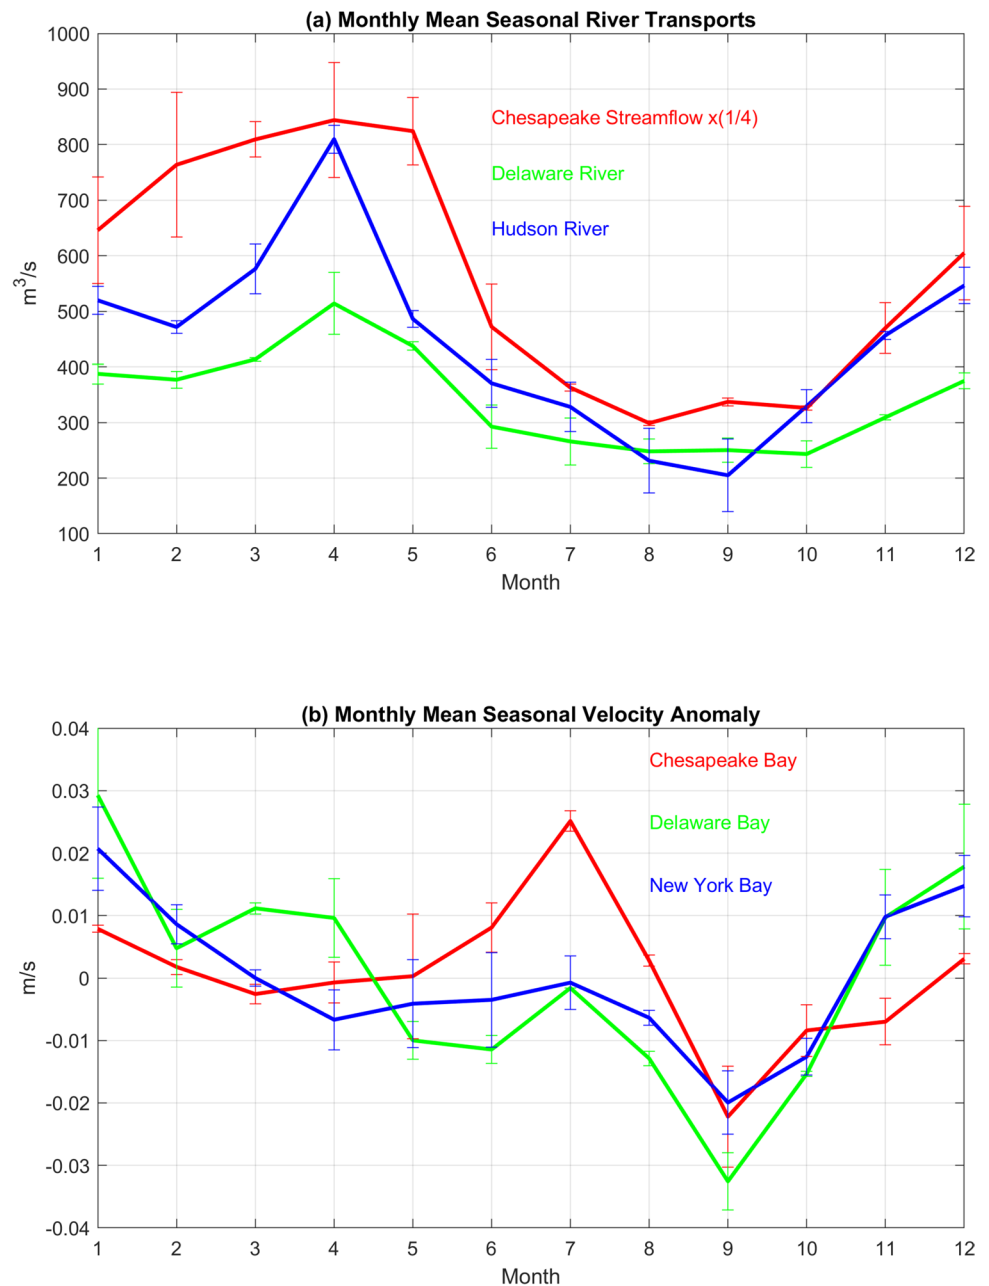 (a) Monthly Mean Seasonal River Transports
1000
900
800
700
600
500
400
300
200
100
m³/s
Chesapeake Streamflow x(1/4)
Delaware River
Hudson River
1 2 3 4 5 6 7 8 9 10 11 12
Month
(b) Monthly Mean Seasonal Velocity Anomaly
0.04
0.03
0.02
0.01
0
-0.01
-0.02
-0.03
-0.04
m/s
Chesapeake Bay
Delaware Bay
New York Bay
1 2 3 4 5 6 7 8 9 10 11 12
Month